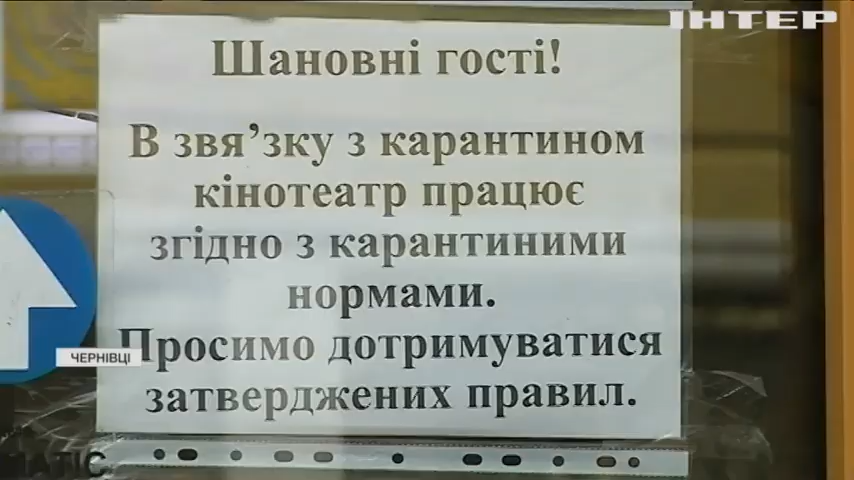 ІНТЕР
Шановні гості!
В звя’зку з карантином
кінотеатр працює
згідно з карантиними
нормами.
Просимо дотримуватися
затверджених правил.
ЧЕРНІВЦІ